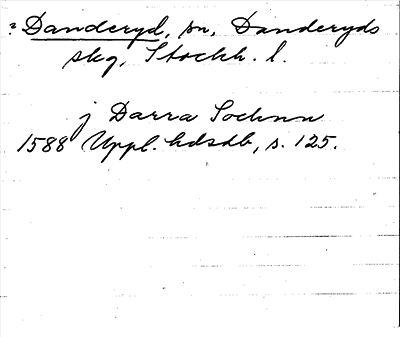 ? Danderyd, sn, Danderyds
skg, Stockh. l.
j Darra Sochnn
1588 Uppl. hdsdb, s. 125.